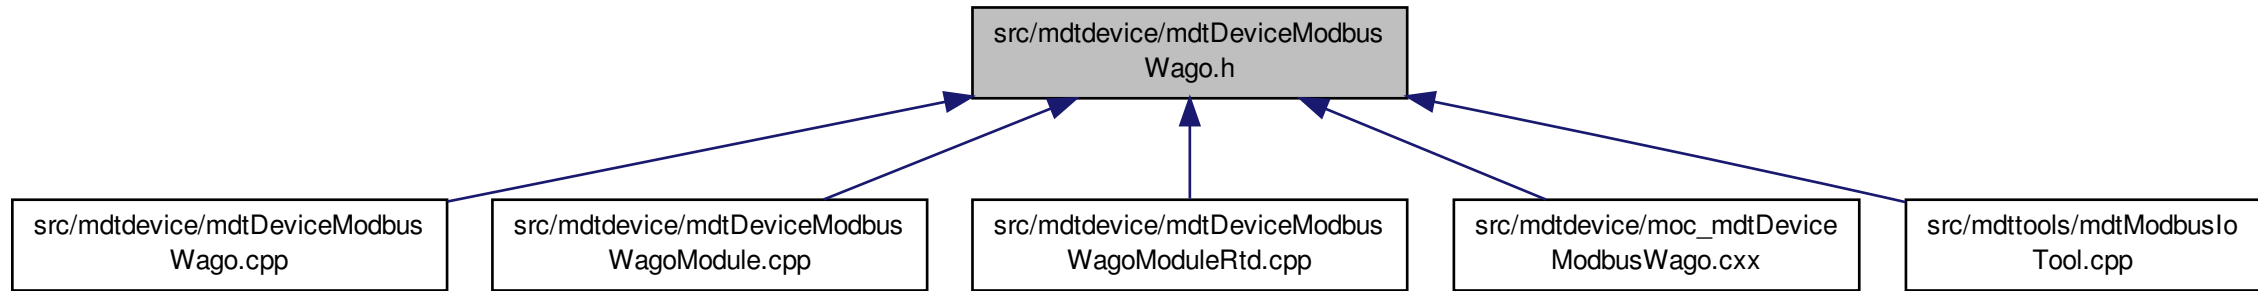 src/mdtdevice/mdtDeviceModbus
Wago.h
src/mdtdevice/mdtDeviceModbus
Wago.cpp
src/mdtdevice/mdtDeviceModbus
WagoModule.cpp
src/mdtdevice/mdtDeviceModbus
WagoModuleRtd.cpp
src/mdtdevice/moc_mdtDevice
ModbusWago.cxx
src/mdttools/mdtModbusIo
Tool.cpp